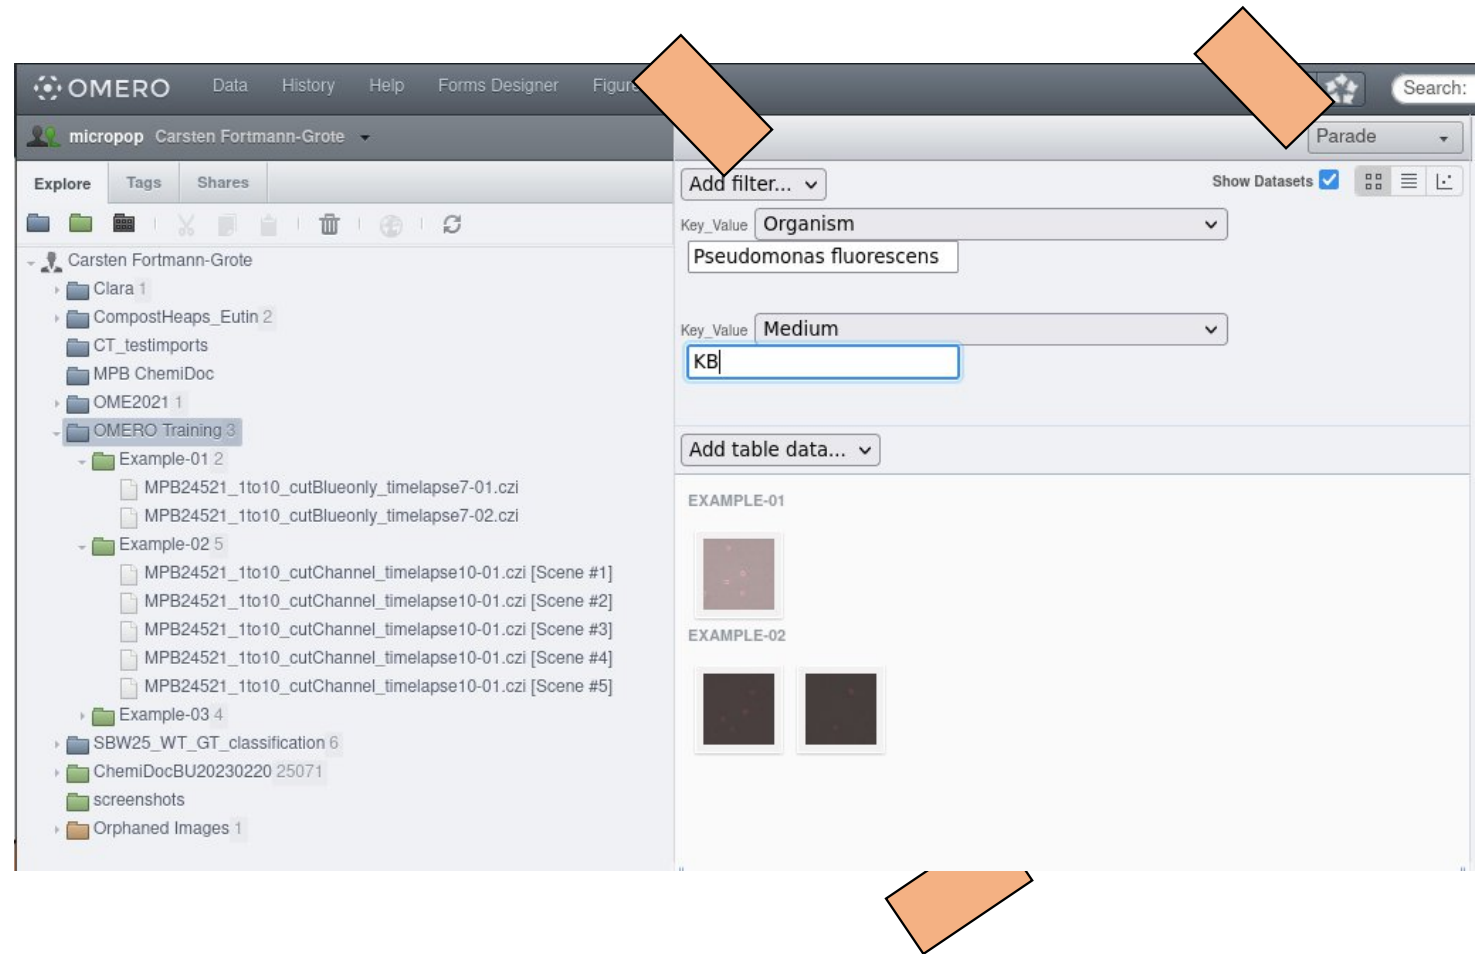 OMERO Data History Help Forms Designer Figure Search:
micropop Carsten Fortmann-Grote
Parade
Explore Tags Shares
Add filter...
Show Datasets
Key_Value Organism
Pseudomonas fluorescens
Key_Value Medium
KB
Add table data...
EXAMPLE-01
EXAMPLE-02
Carsten Fortmann-Grote
Clara 1
CompostHeaps_Eutin 2
CT_testimports
MPB ChemiDoc
OME2021 1
OMERO Training 3
Example-01 2
MPB24521_1to10_cutBlueonly_timelapse7-01.czi
MPB24521_1to10_cutBlueonly_timelapse7-02.czi
Example-02 5
MPB24521_1to10_cutChannel_timelapse10-01.czi [Scene #1]
MPB24521_1to10_cutChannel_timelapse10-01.czi [Scene #2]
MPB24521_1to10_cutChannel_timelapse10-01.czi [Scene #3]
MPB24521_1to10_cutChannel_timelapse10-01.czi [Scene #4]
MPB24521_1to10_cutChannel_timelapse10-01.czi [Scene #5]
Example-03 4
SBW25_WT_GT_classification 6
ChemiDocBU20230220 25071
screenshots
Orphaned Images 1